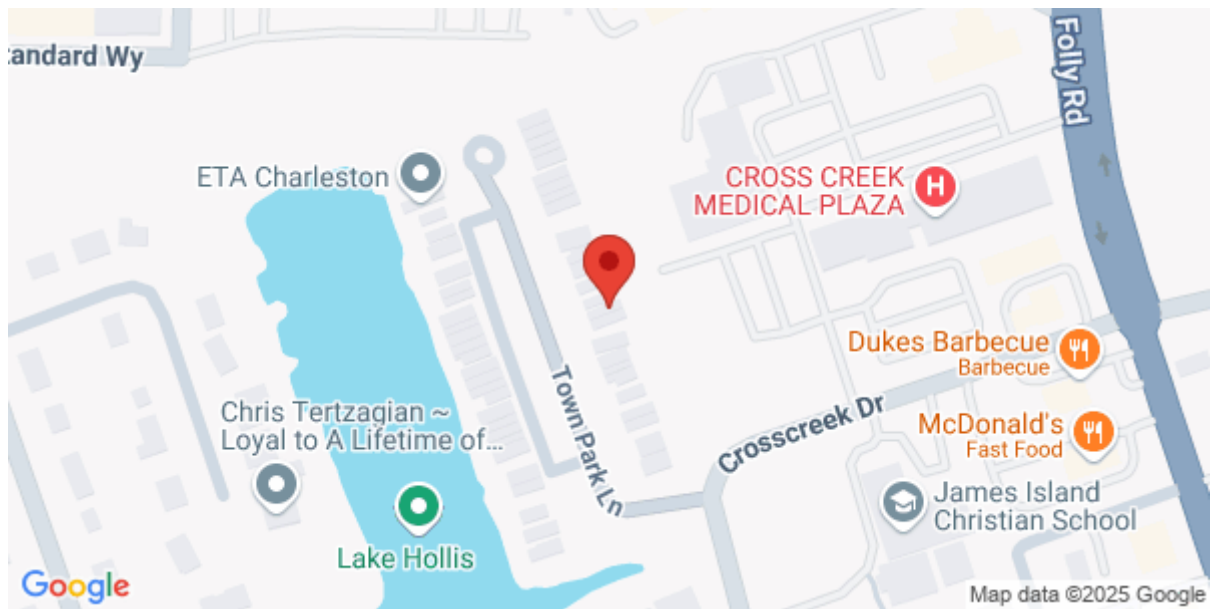 tandard Wy
Folly Rd
ETA Charleston
CROSS CREEK
MEDICAL PLAZA
H
Dukes Barbecue
Barbecue
Town Park Ln
Crosscreek Dr
Chris Tertzagian ~
Loyal to A Lifetime of...
McDonald's
Fast Food
James Island
Christian School
Lake Hollis
Google
Map data ©2025 Google